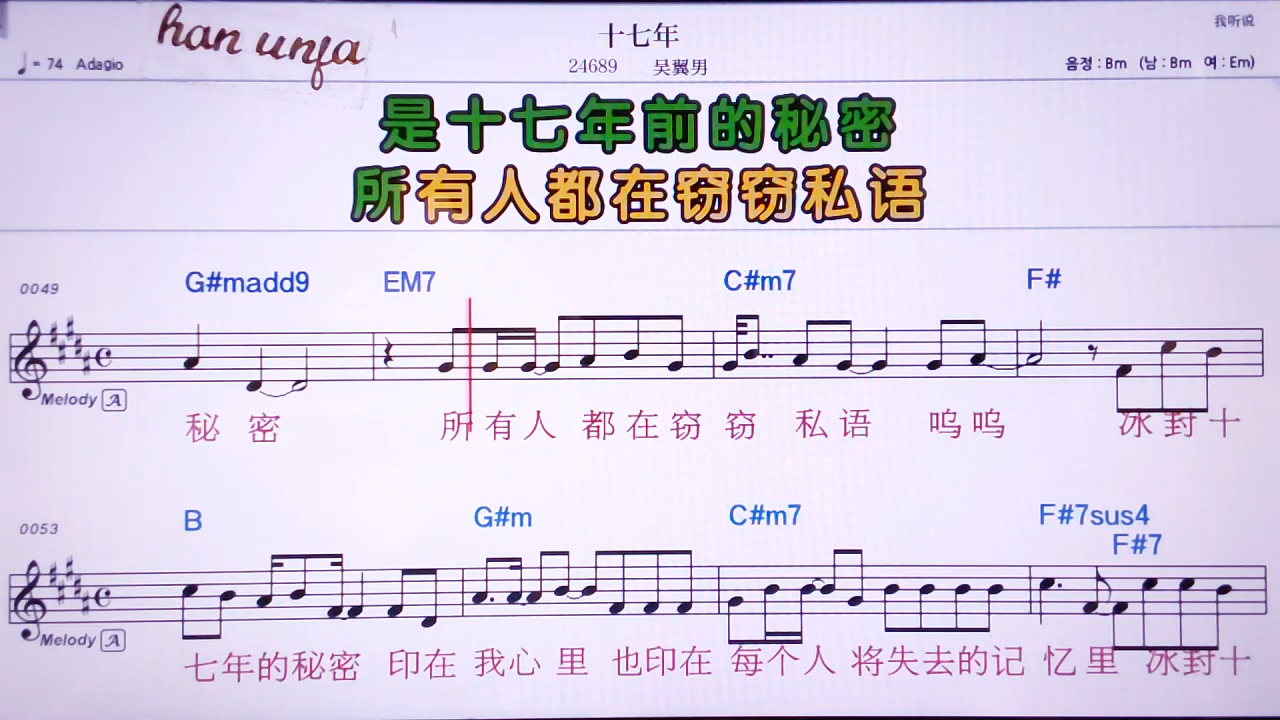 han unfa
十七年
我听说
♩= 74 Adagio
24689 吴翼男
음정 : Bm (남 : Bm 여 : Em)
是十七年前的秘密
所有人都在窃窃私语
0049
G#madd9 EM7 C#m7 F#
Melody A
秘密 所有人 都在窃窃 私语 呜呜 冰封十
0053
B G#m C#m7 F#7sus4
F#7
Melody A
七年的秘密 印在 我心里 也印在 每个人 将失去的记忆里 冰封十